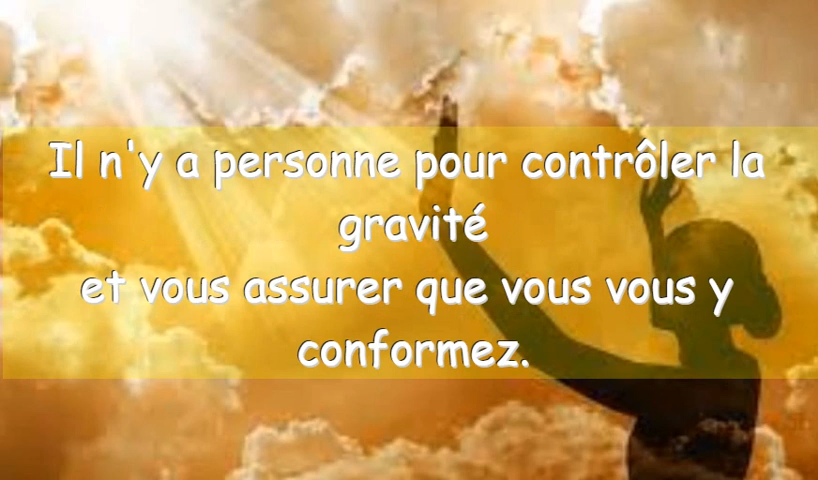 Il n'y a personne pour contrôler la
gravité
et vous assurer que vous vous y
conformez.